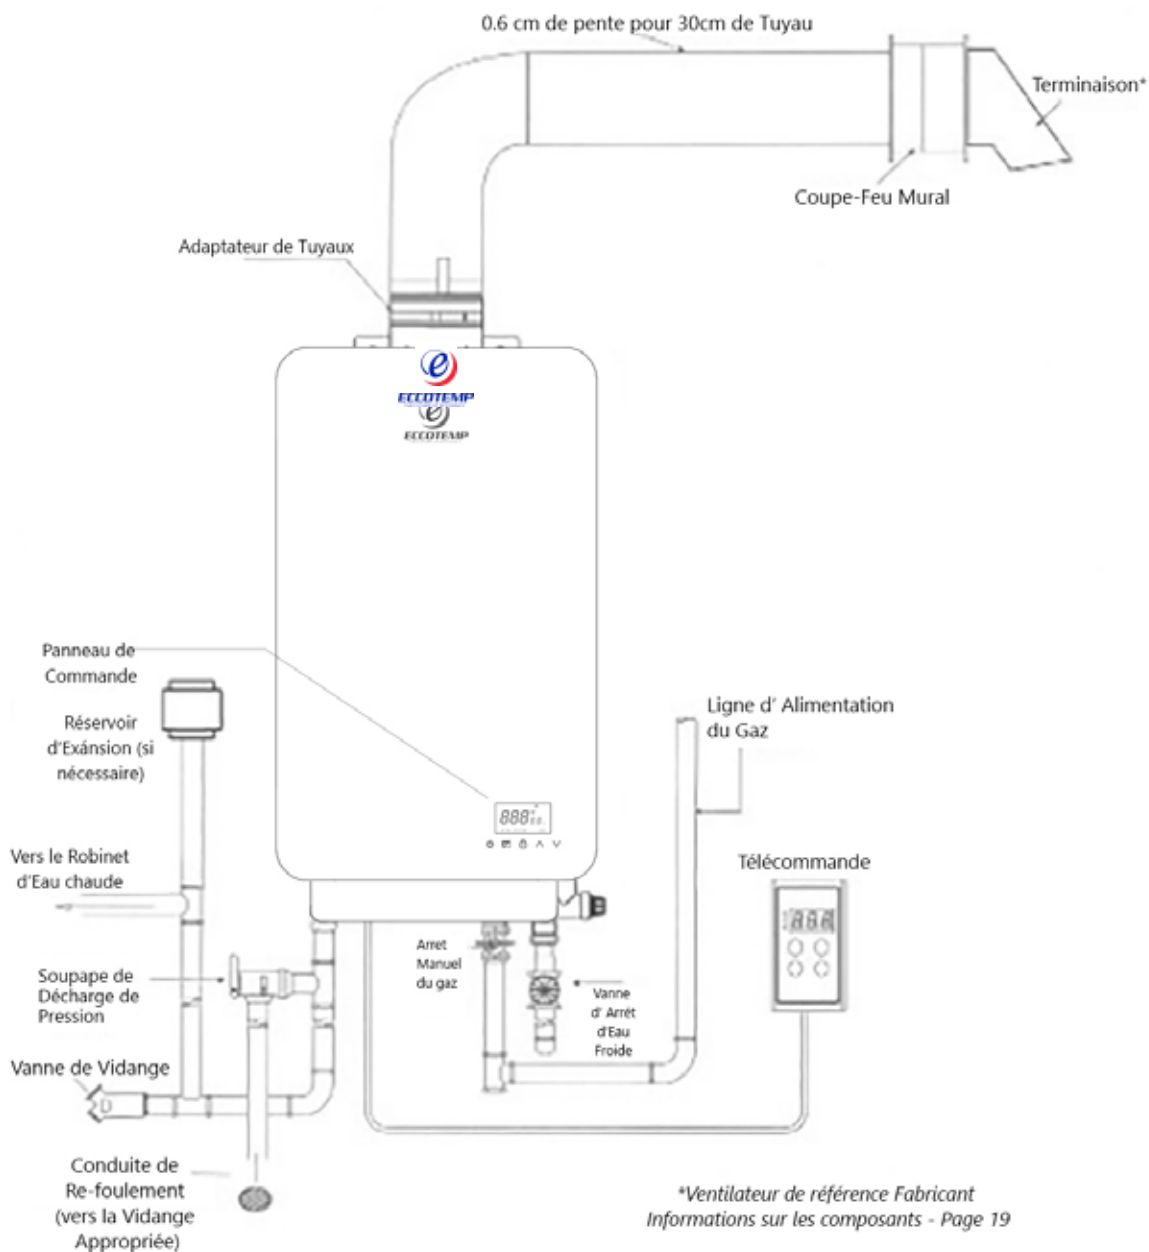 0.6 cm de pente pour 30cm de Tuyau
Terminaison*
Coupe-Feu Mural
Adaptateur de Tuyaux
e
ECCOTEMP
e
ECCOTEMP
Panneau de
Commande
Réservoir
d'Exánsion (si
nécessaire)
Ligne d' Alimentation
du Gaz
888
Vers le Robinet
d'Eau chaude
Télécommande
888
Arret
Manuel
du gaz
Soupape de
Décharge de
Pression
Vanne
d' Arrét
d'Eau
Froide
Vanne de Vidange
Conduite de
Re-foulement
(vers la Vidange
Appropriée)
*Ventilateur de référence Fabricant
Informations sur les composants - Page 19